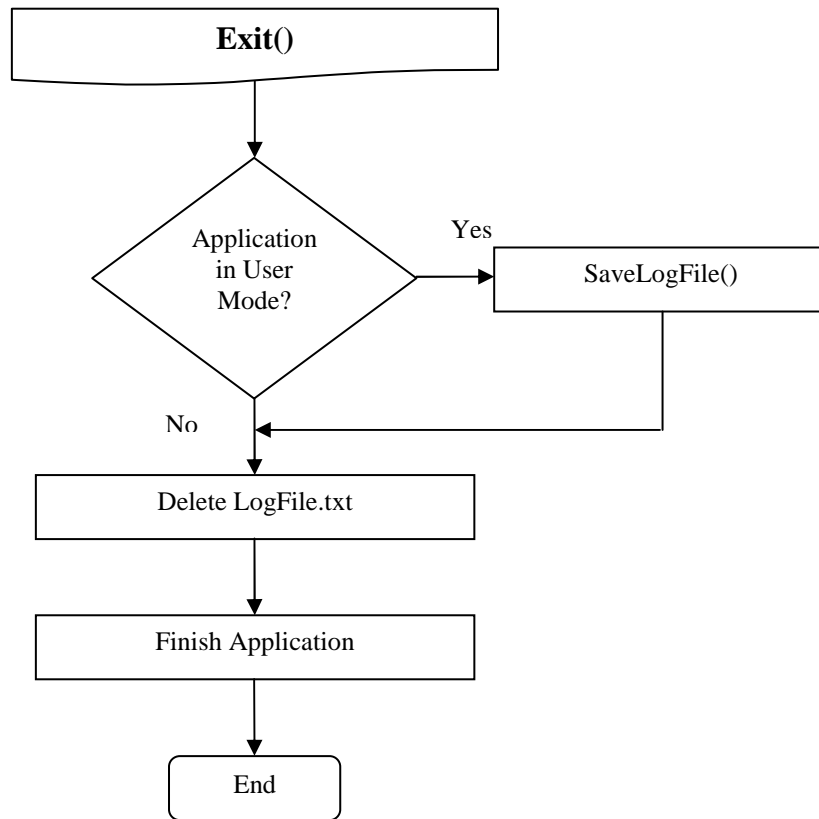 Exit()
Application
in User
Mode?
Yes
SaveLogFile()
No
Delete LogFile.txt
Finish Application
End